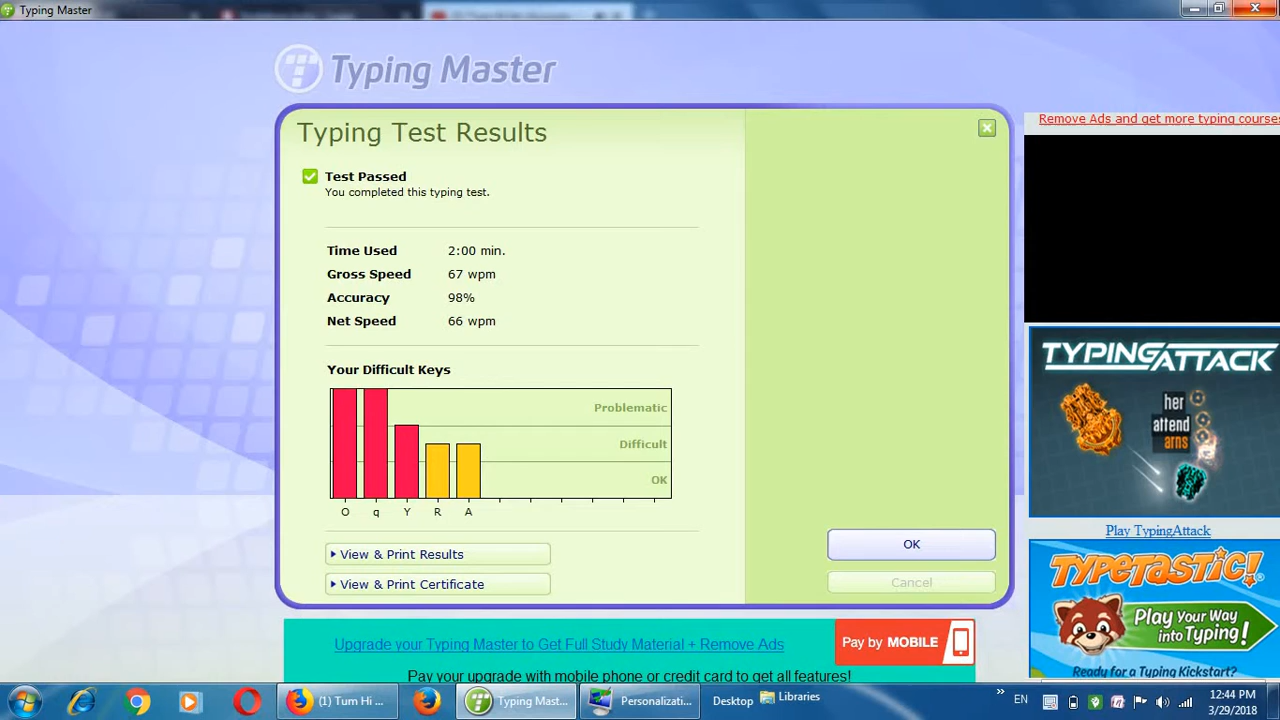 Typing Master
Typing Master
Typing Test Results
Test Passed
You completed this typing test.
Time Used 2:00 min.
Gross Speed 67 wpm
Accuracy 98%
Net Speed 66 wpm
Your Difficult Keys
Problematic
Difficult
OK
O q Y R A
View & Print Results
View & Print Certificate
OK
Cancel
Remove Ads and get more typing courses
TYPINGATTACK
her
attend
arns
Play TypingAttack
TYPETASTIC!
Play Your Way
into Typing!
Ready for a Typing Kickstart?
Upgrade your Typing Master to Get Full Study Material + Remove Ads
Pay by MOBILE
Pay your upgrade with mobile phone or credit card to get all features!
(1) Tum Hi ...
Typing Mast...
Personalizati...
Desktop
Libraries
EN
12:44 PM
3/29/2018